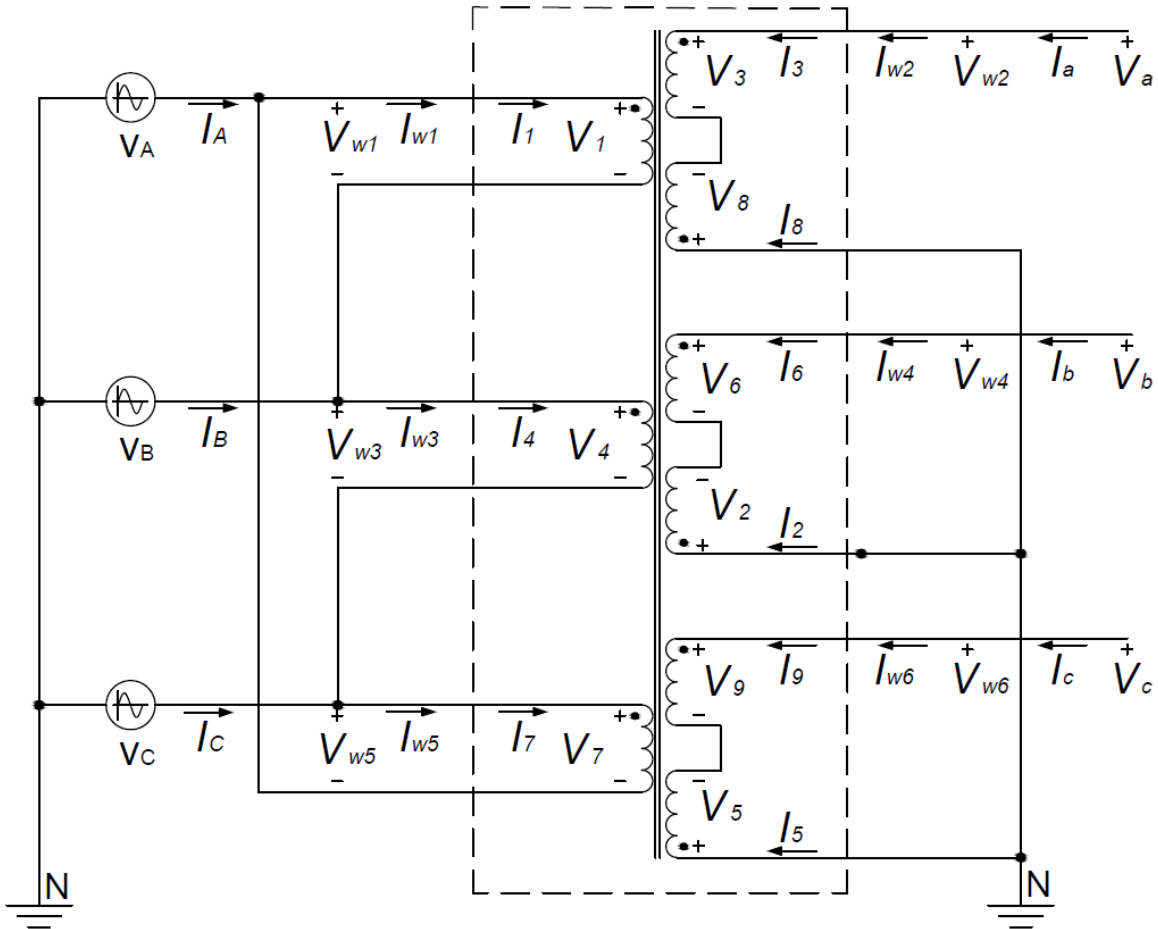 + I3 Iw2 + Ia +
V3 Vw2 Va
-
IA + Iw1 I1 +
VA Vw1 V1
- -
-
V8
+ I8
+ I6 Iw4 + Ib +
V6 Vw4 Vb
-
IB + Iw3 I4 +
VB Vw3 V4
- -
-
V2
+ I2
+ I9 Iw6 + Ic +
V9 Vw6 Vc
-
IC + Iw5 I7 +
VC Vw5 V7
- -
-
V5
+ I5
N N